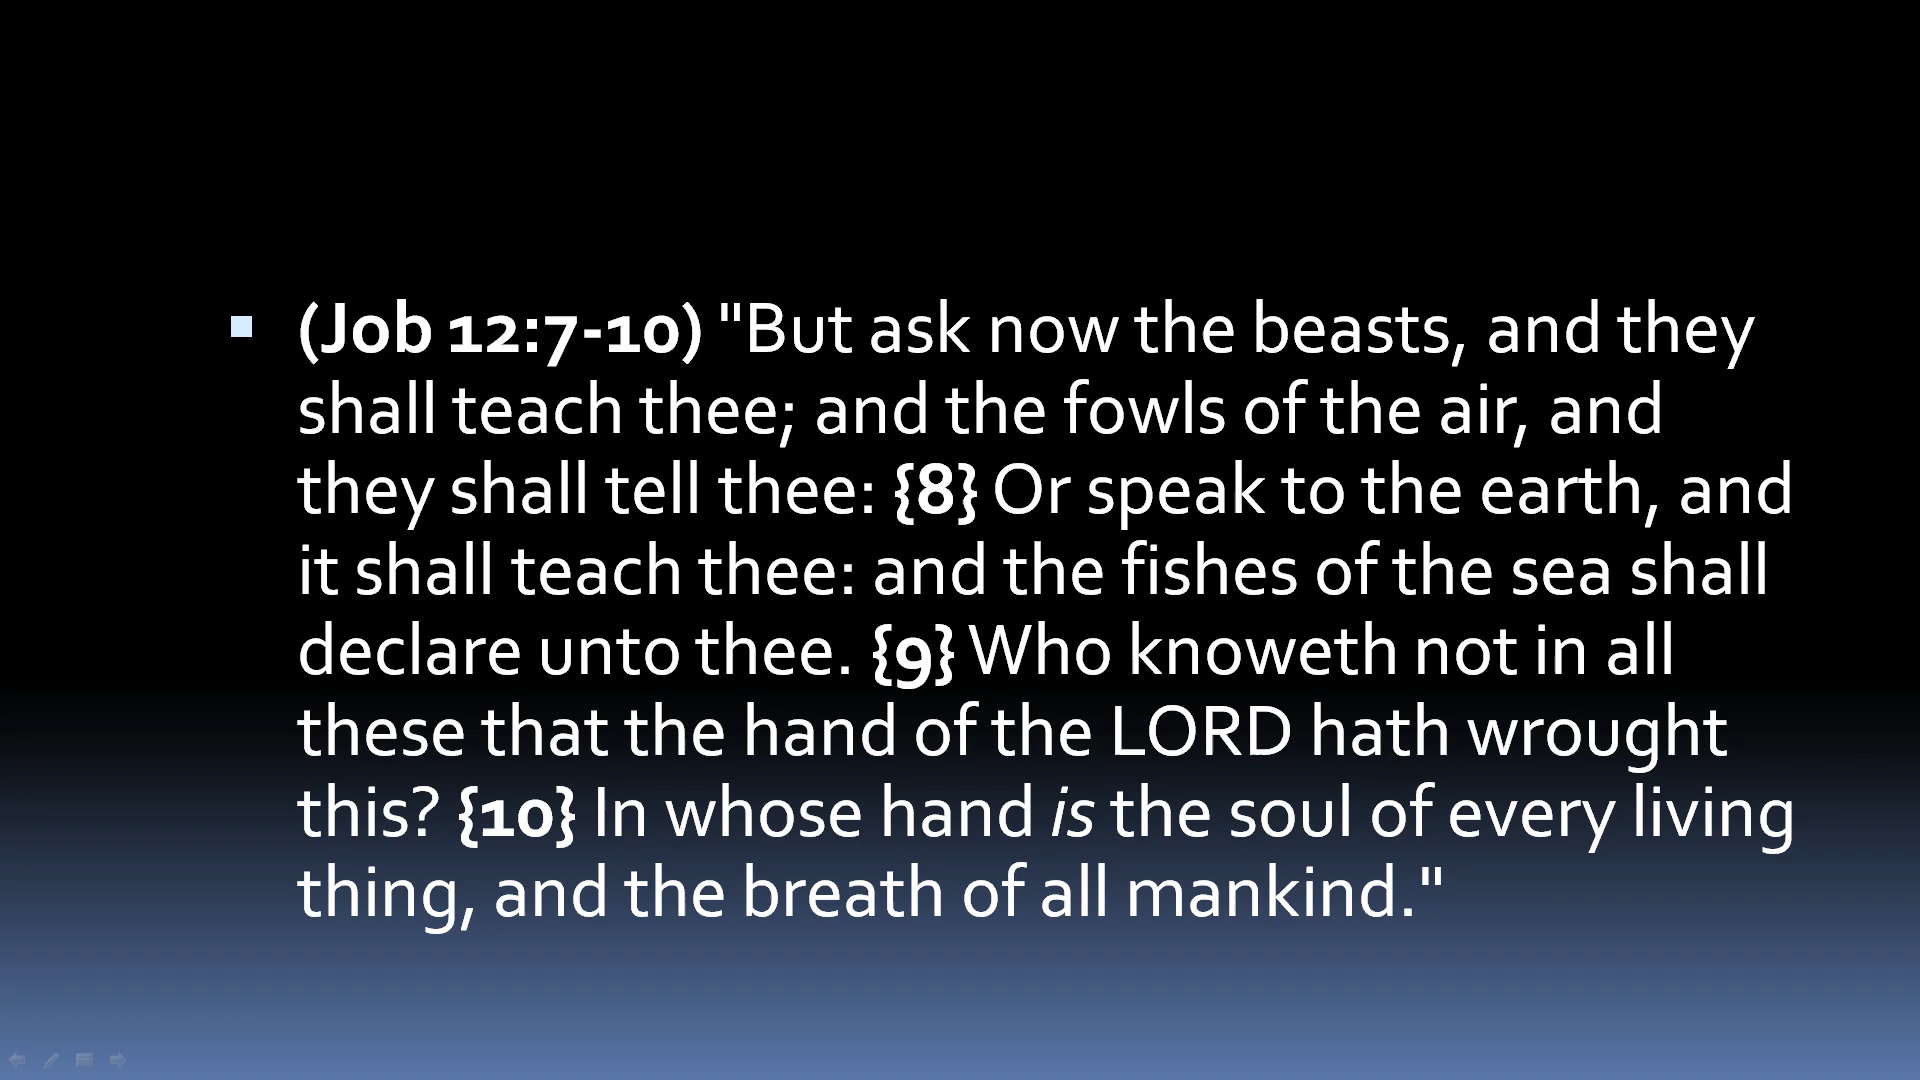 (Job 12:7-10) "But ask now the beasts, and they
shall teach thee; and the fowls of the air, and
they shall tell thee: {8} Or speak to the earth, and
it shall teach thee: and the fishes of the sea shall
declare unto thee. {9} Who knoweth not in all
these that the hand of the LORD hath wrought
this? {10} In whose hand is the soul of every living
thing, and the breath of all mankind."